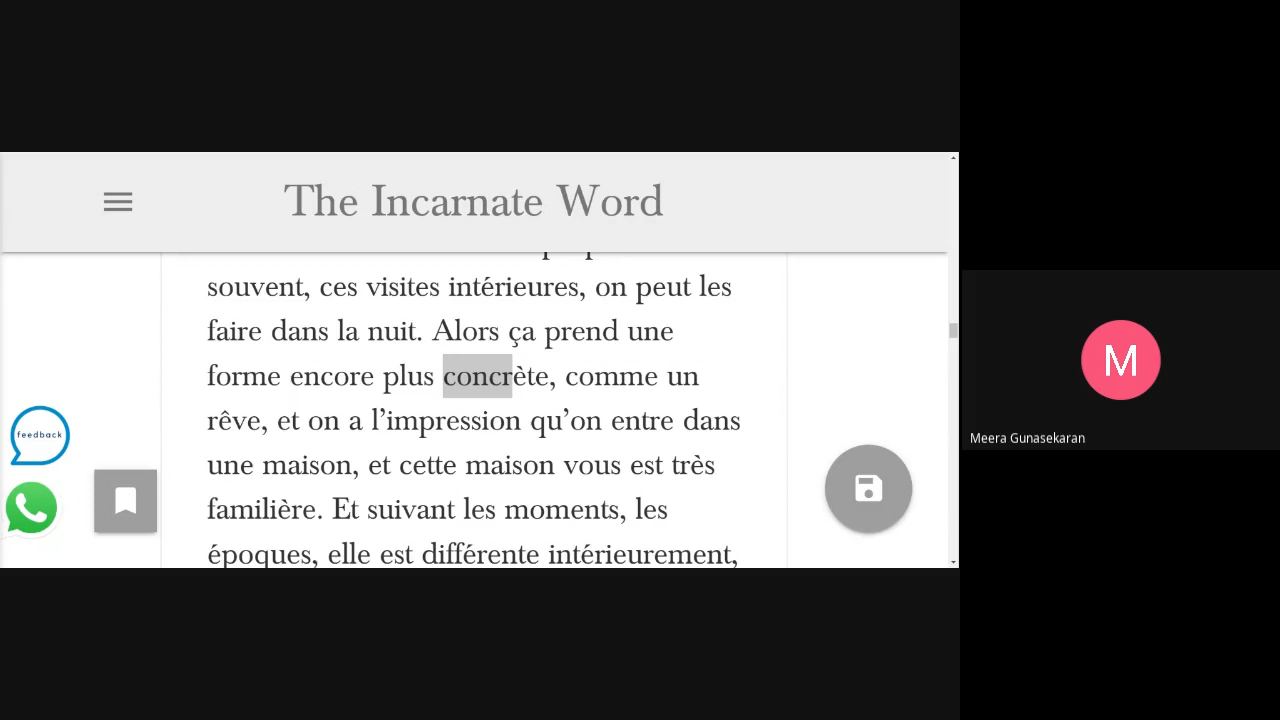 The Incarnate Word
souvent, ces visites intérieures, on peut les
faire dans la nuit. Alors ça prend une
forme encore plus concrète, comme un
rêve, et on a l’impression qu’on entre dans
une maison, et cette maison vous est très
familière. Et suivant les moments, les
époques, elle est différente intérieurement,
feedback
M
Meera Gunasekaran